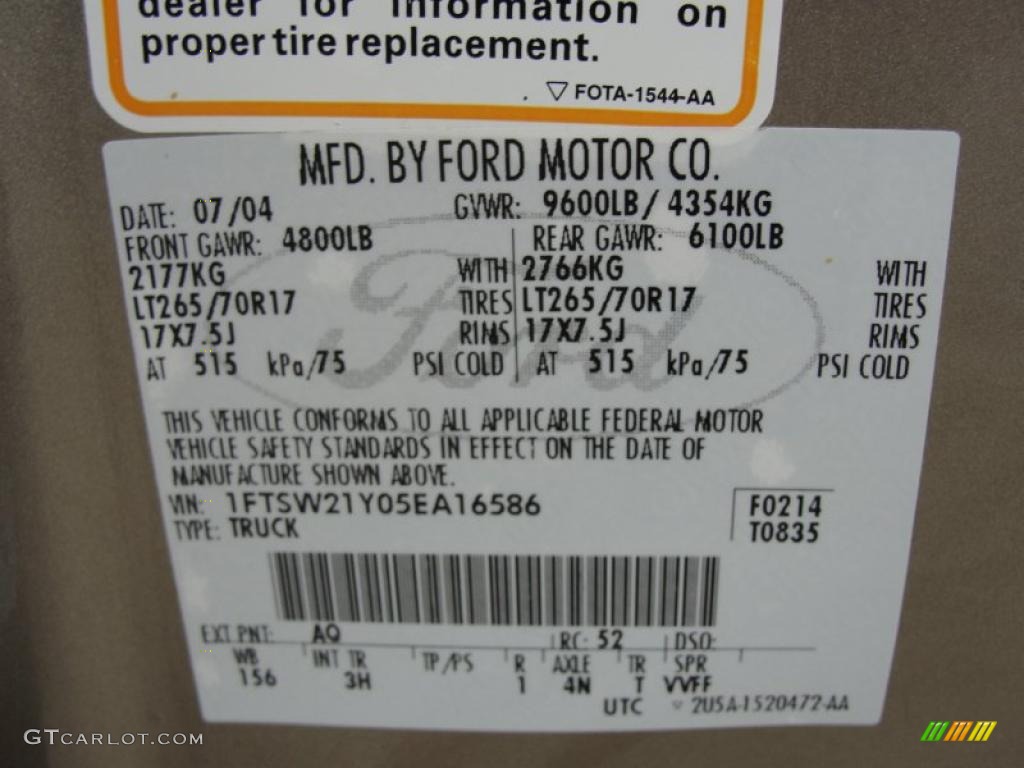 dealer for information on
proper tire replacement.
▽ FOTA-1544-AA
MFD. BY FORD MOTOR CO.
DATE: 07/04 GVWR: 9600LB/ 4354KG
FRONT GAWR: 4800LB REAR GAWR: 6100LB
2177KG WITH 2766KG WITH
LT265/70R17 TIRES LT265/70R17 TIRES
17X7.5J RIMS 17X7.5J RIMS
AT 515 kPa/75 PSI COLD AT 515 kPa/75 PSI COLD
Ford
THIS VEHICLE CONFORMS TO ALL APPLICABLE FEDERAL MOTOR
VEHICLE SAFETY STANDARDS IN EFFECT ON THE DATE OF
MANUFACTURE SHOWN ABOVE.
VIN: 1FTSW21Y05EA16586 F0214
TYPE: TRUCK T0835
EXT PNT: AQ RC: 52 DSO:
WB INT TR TP/PS R AXLE TR SPR
156 3H 1 4N T VVFF
UTC ▽ 2U5A-1520472-AA
GTCARLOT.COM